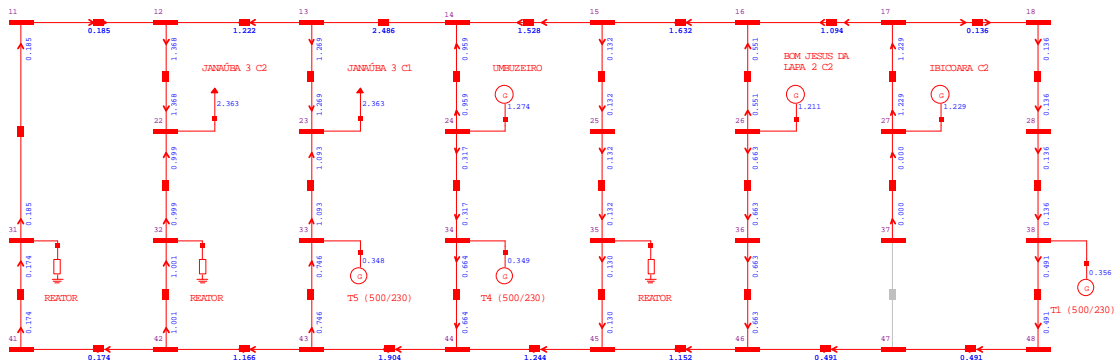 11 12 13 14 15 16 17 18
0.185 1.222 2.486 1.528 1.632 1.094 0.136
0.185 1.368 1.269 0.959 0.132 0.551 1.229 0.136
JANAÚBA 3 C2 JANAÚBA 3 C1 UMBUZEIRO BOM JESUS DA
LAPA 2 C2 IBICOARA C2
G G G
2.363 2.363 1.274 1.211 1.229
1.368 1.269 0.959 0.132 0.551 1.229 0.136
22 23 24 25 26 27 28
0.999 1.093 0.317 0.132 0.663 0.000 0.136
0.185 0.999 1.093 0.317 0.132 0.663 0.000 0.136
31 32 33 34 35 36 37 38
0.174 1.001 0.746 0.348 0.664 0.349 0.130 0.663 0.491 0.356
G G G
REATOR REATOR T5 (500/230) T4 (500/230) REATOR T1 (500/230)
0.174 1.001 0.746 0.664 0.130 0.663 0.491
41 42 43 44 45 46 47 48
0.174 1.166 1.904 1.244 1.152 0.491 0.491